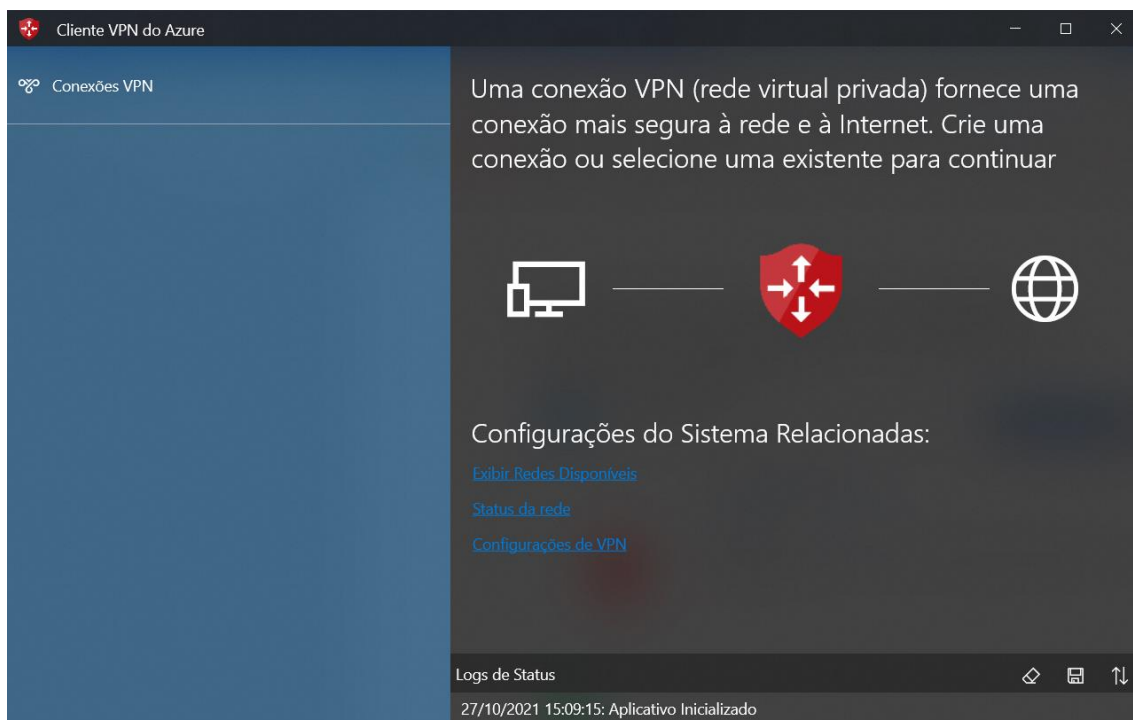 Cliente VPN do Azure
Conexões VPN
Uma conexão VPN (rede virtual privada) fornece uma
conexão mais segura à rede e à Internet. Crie uma
conexão ou selecione uma existente para continuar
Configurações do Sistema Relacionadas:
Exibir Redes Disponíveis
Status da rede
Configurações de VPN
Logs de Status
27/10/2021 15:09:15: Aplicativo Inicializado